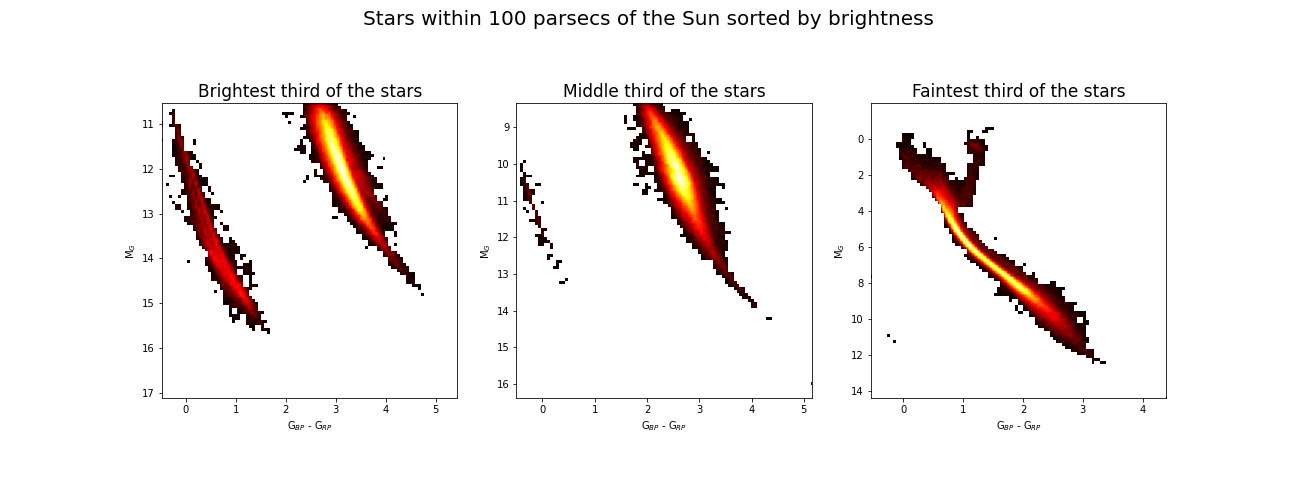 Stars within 100 parsecs of the Sun sorted by brightness
Brightest third of the stars
11
12
13
14
15
16
17
M_G
0 1 2 3 4 5
G_BP - G_RP
Middle third of the stars
9
10
11
12
13
14
15
16
M_G
0 1 2 3 4 5
G_BP - G_RP
Faintest third of the stars
0
2
4
6
8
10
12
14
M_G
0 1 2 3 4
G_BP - G_RP